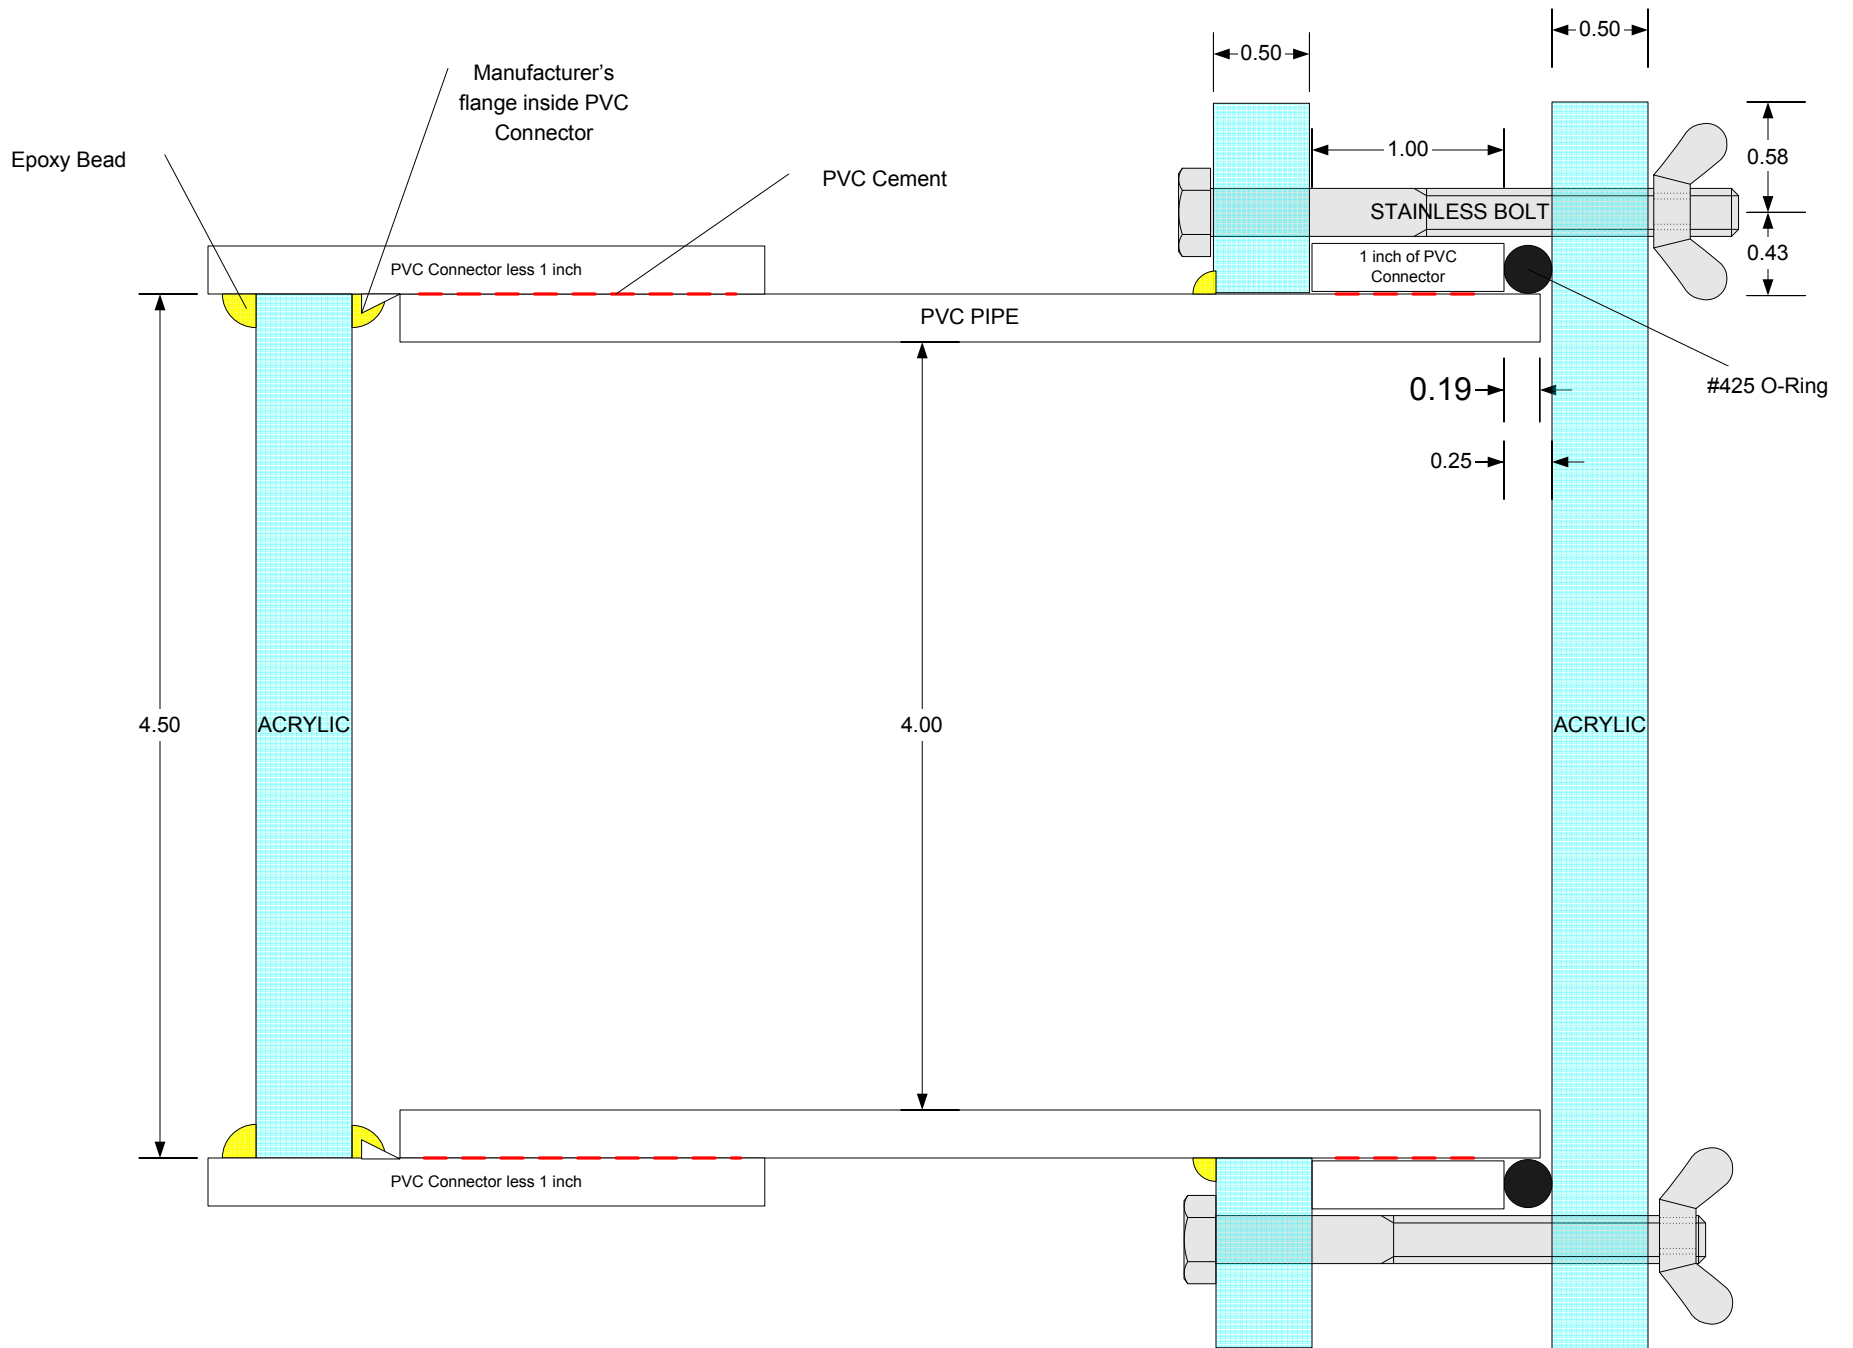 0.50
0.50
Manufacturer's
flange inside PVC
Connector
Epoxy Bead
PVC Cement
1.00
0.58
STAINLESS BOLT
0.43
PVC Connector less 1 inch
1 inch of PVC
Connector
PVC PIPE
0.19
#425 O-Ring
0.25
4.50
ACRYLIC
4.00
ACRYLIC
PVC Connector less 1 inch